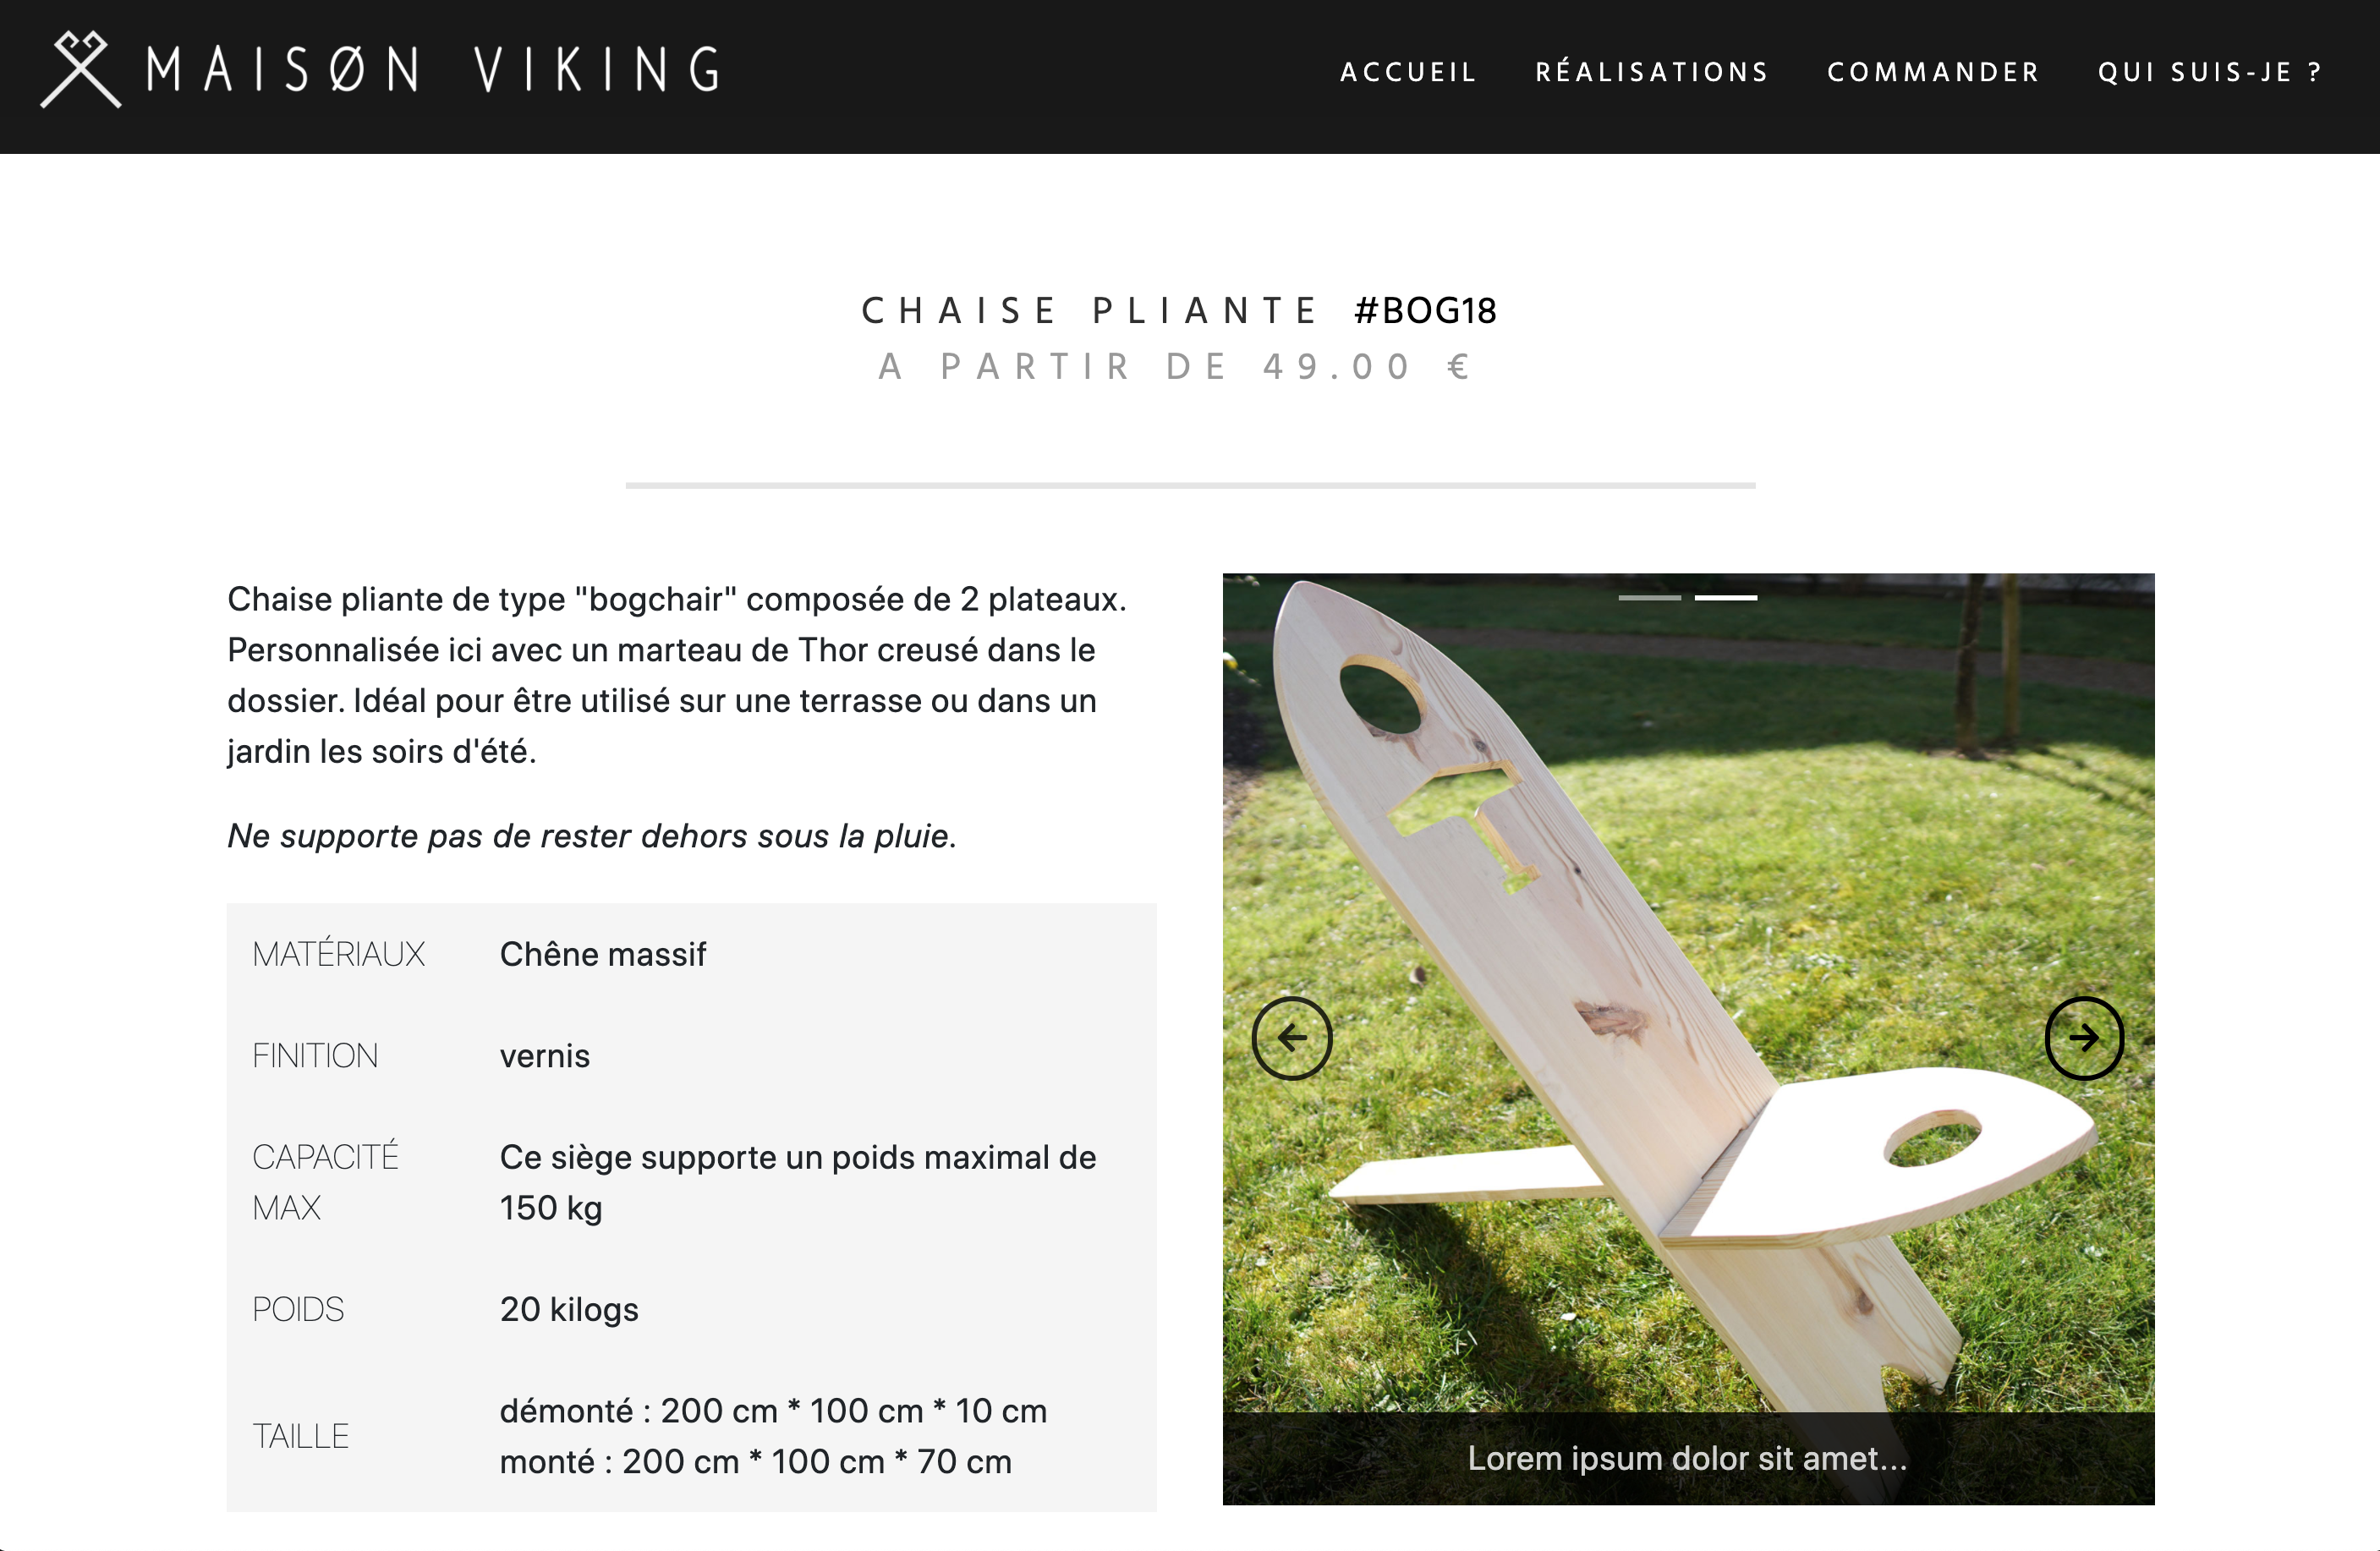 MAISØN VIKING
ACCUEIL RÉALISATIONS COMMANDER QUI SUIS-JE ?
CHAISE PLIANTE #BOG18
A PARTIR DE 49.00 €
Chaise pliante de type "bogchair" composée de 2 plateaux.
Personnalisée ici avec un marteau de Thor creusé dans le
dossier. Idéal pour être utilisé sur une terrasse ou dans un
jardin les soirs d'été.
Ne supporte pas de rester dehors sous la pluie.
MATÉRIAUX Chêne massif
FINITION vernis
CAPACITÉ MAX Ce siège supporte un poids maximal de
150 kg
POIDS 20 kilogs
TAILLE démonté : 200 cm * 100 cm * 10 cm
monté : 200 cm * 100 cm * 70 cm
Lorem ipsum dolor sit amet...